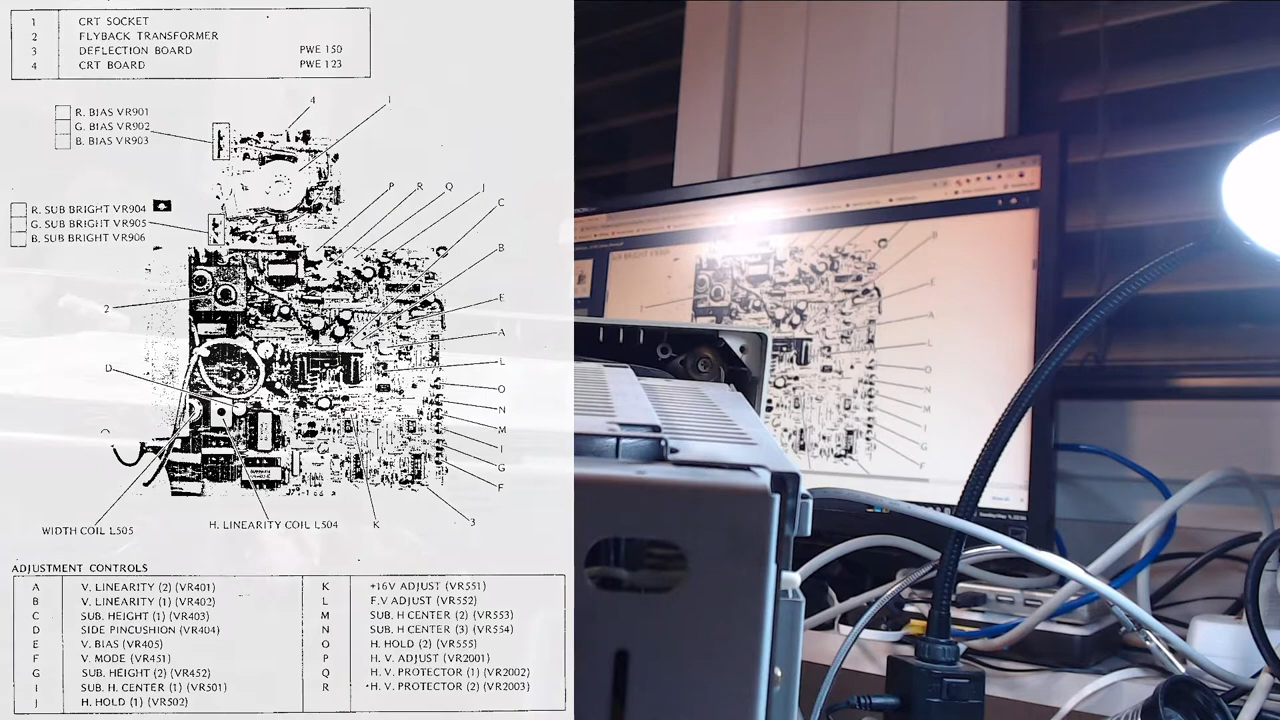 1 CRT SOCKET
2 FLYBACK TRANSFORMER
3 DEFLECTION BOARD PWE 150
4 CRT BOARD PWE 123
4 1
R. BIAS VR901
G. BIAS VR902
B. BIAS VR903
P R Q J
C
R. SUB BRIGHT VR904
G. SUB BRIGHT VR905
B. SUB BRIGHT VR906
B
E
2
A
L
D
O
N
M
I
G
F
WIDTH COIL L505
H. LINEARITY COIL L504
K
3
ADJUSTMENT CONTROLS
A V. LINEARITY (2) (VR401) K +16V ADJUST (VR551)
B V. LINEARITY (1) (VR402) L F.V ADJUST (VR552)
C SUB. HEIGHT (1) (VR403) M SUB. H CENTER (2) (VR553)
D SIDE PINCUSHION (VR404) N SUB. H CENTER (3) (VR554)
E V. BIAS (VR405) O H. HOLD (2) (VR555)
F V. MODE (VR451) P H. V. ADJUST (VR2001)
G SUB. HEIGHT (2) (VR452) Q H. V. PROTECTOR (1) (VR2002)
I SUB. H. CENTER (1) (VR501) R H. V. PROTECTOR (2) (VR2003)
J H. HOLD (1) (VR502)
B
E
A
L
O
N
M
I
G
F